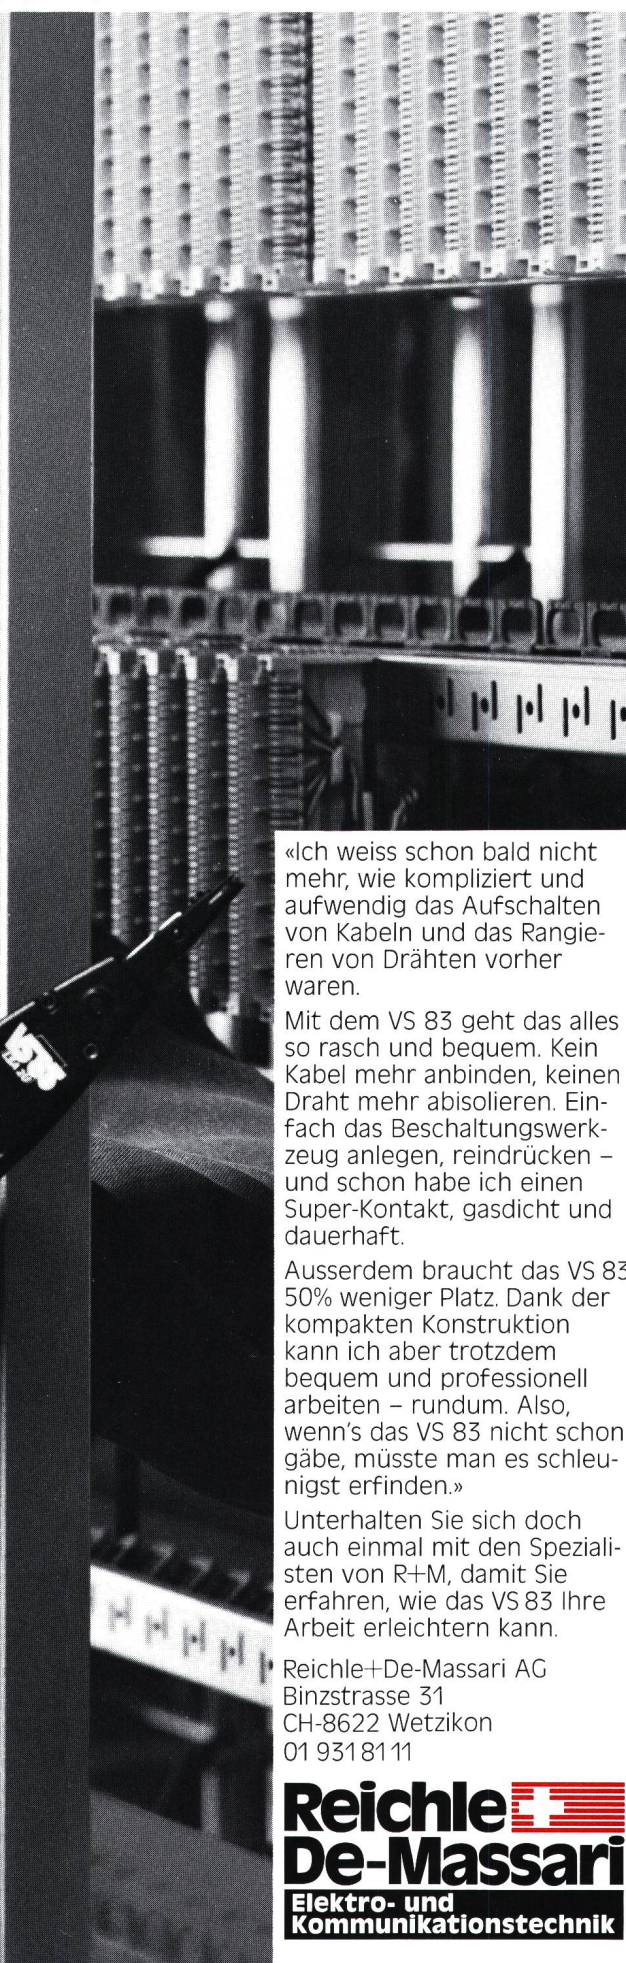 «Ich weiss schon bald nicht
mehr, wie kompliziert und
aufwendig das Aufschalten
von Kabeln und das Rangie-
ren von Drähten vorher
waren.
Mit dem VS 83 geht das alles
so rasch und bequem. Kein
Kabel mehr anbinden, keinen
Draht mehr abisolieren. Ein-
fach das Beschaltungswerk-
zeug anlegen, reindrücken –
und schon habe ich einen
Super-Kontakt, gasdicht und
dauerhaft.
Ausserdem braucht das VS 83
50% weniger Platz. Dank der
kompakten Konstruktion
kann ich aber trotzdem
bequem und professionell
arbeiten – rundum. Also,
wenn's das VS 83 nicht schon
gäbe, müsste man es schleu-
nigst erfinden.»
Unterhalten Sie sich doch
auch einmal mit den Speziali-
sten von R+M, damit Sie
erfahren, wie das VS 83 Ihre
Arbeit erleichtern kann.
Reichle+De-Massari AG
Binzstrasse 31
CH-8622 Wetzikon
01 931 81 11
Reichle
De-Massari
Elektro- und
Kommunikationstechnik